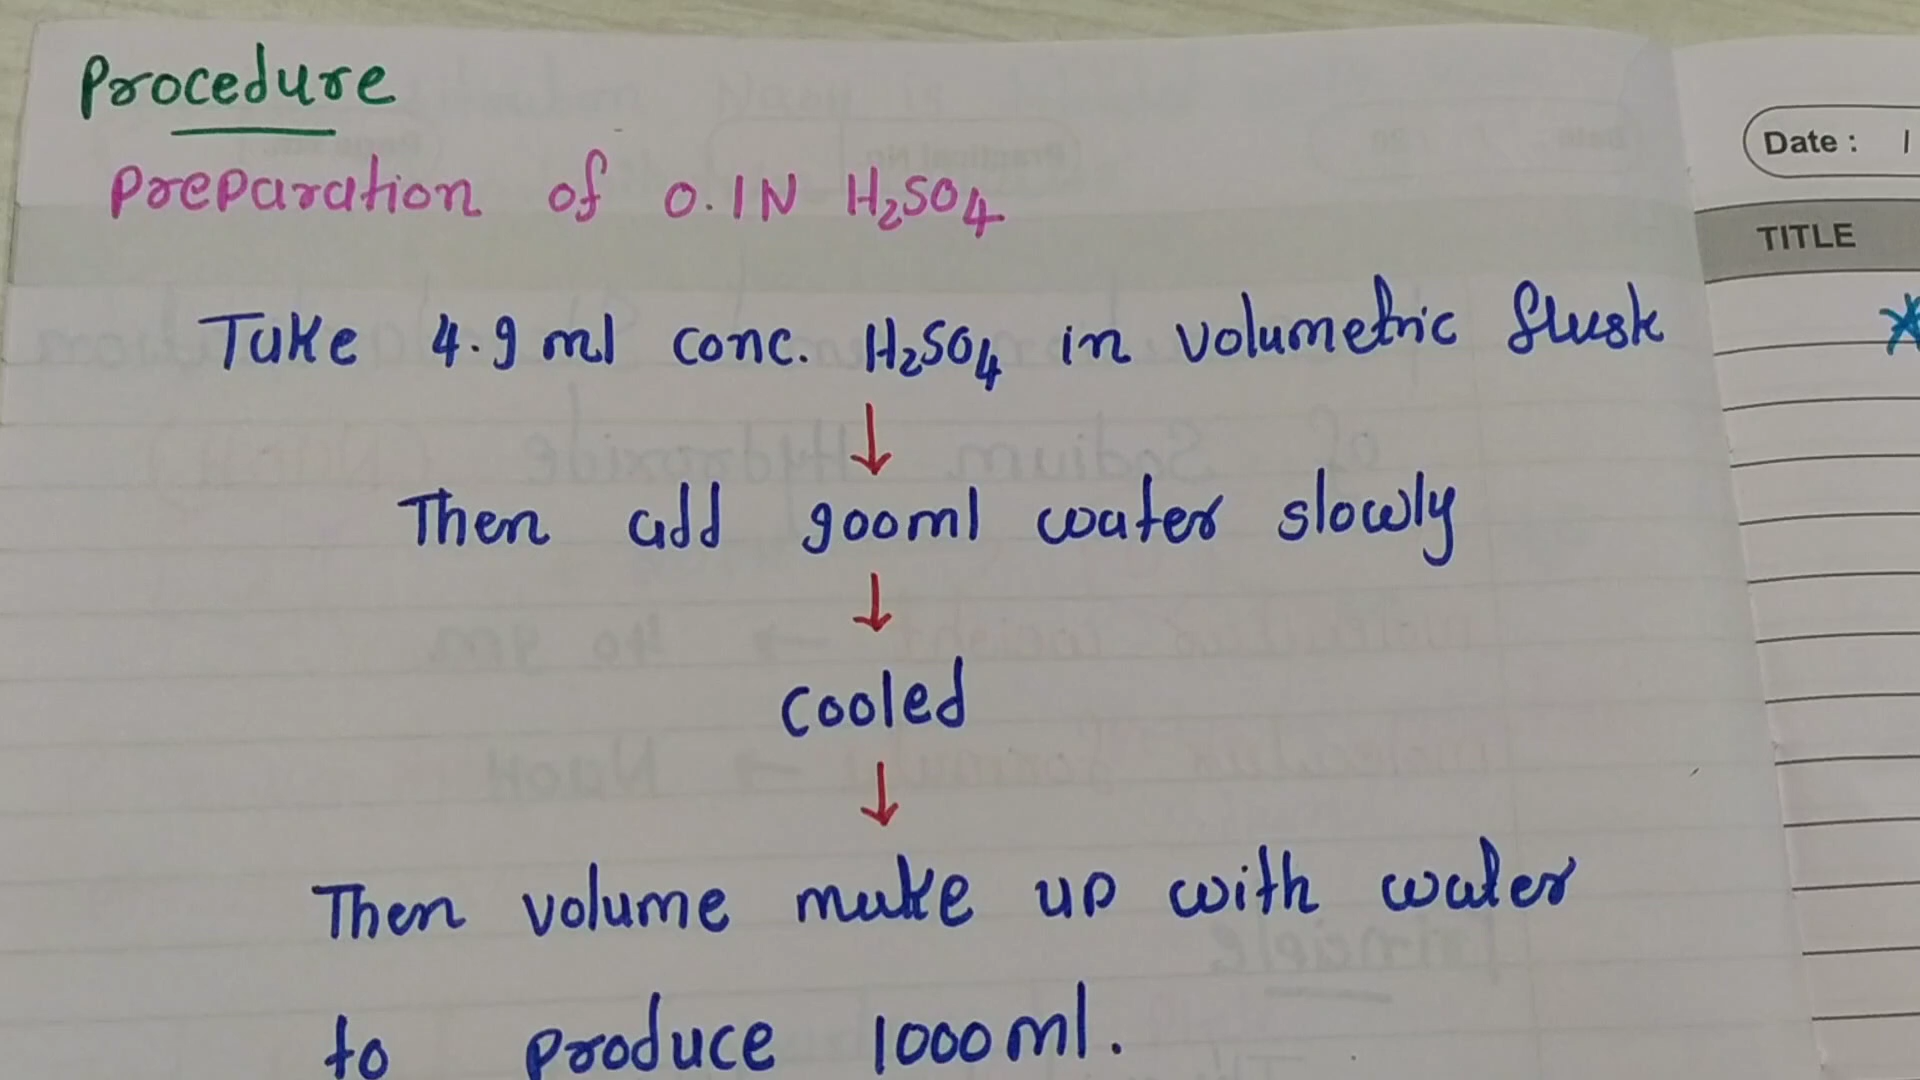 Procedure
Preparation of 0.1N H₂SO₄
Take 4.9 ml conc. H₂SO₄ in volumetric flask
↓
Then add 900ml water slowly
↓
cooled
↓
Then volume make up with water
to produce 1000ml.
Date : /
TITLE